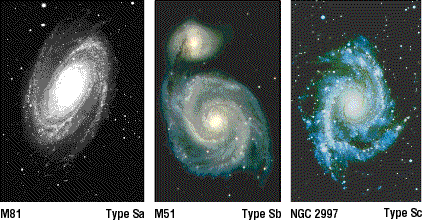 M81 Type Sa
M51 Type Sb
NGC 2997 Type Sc